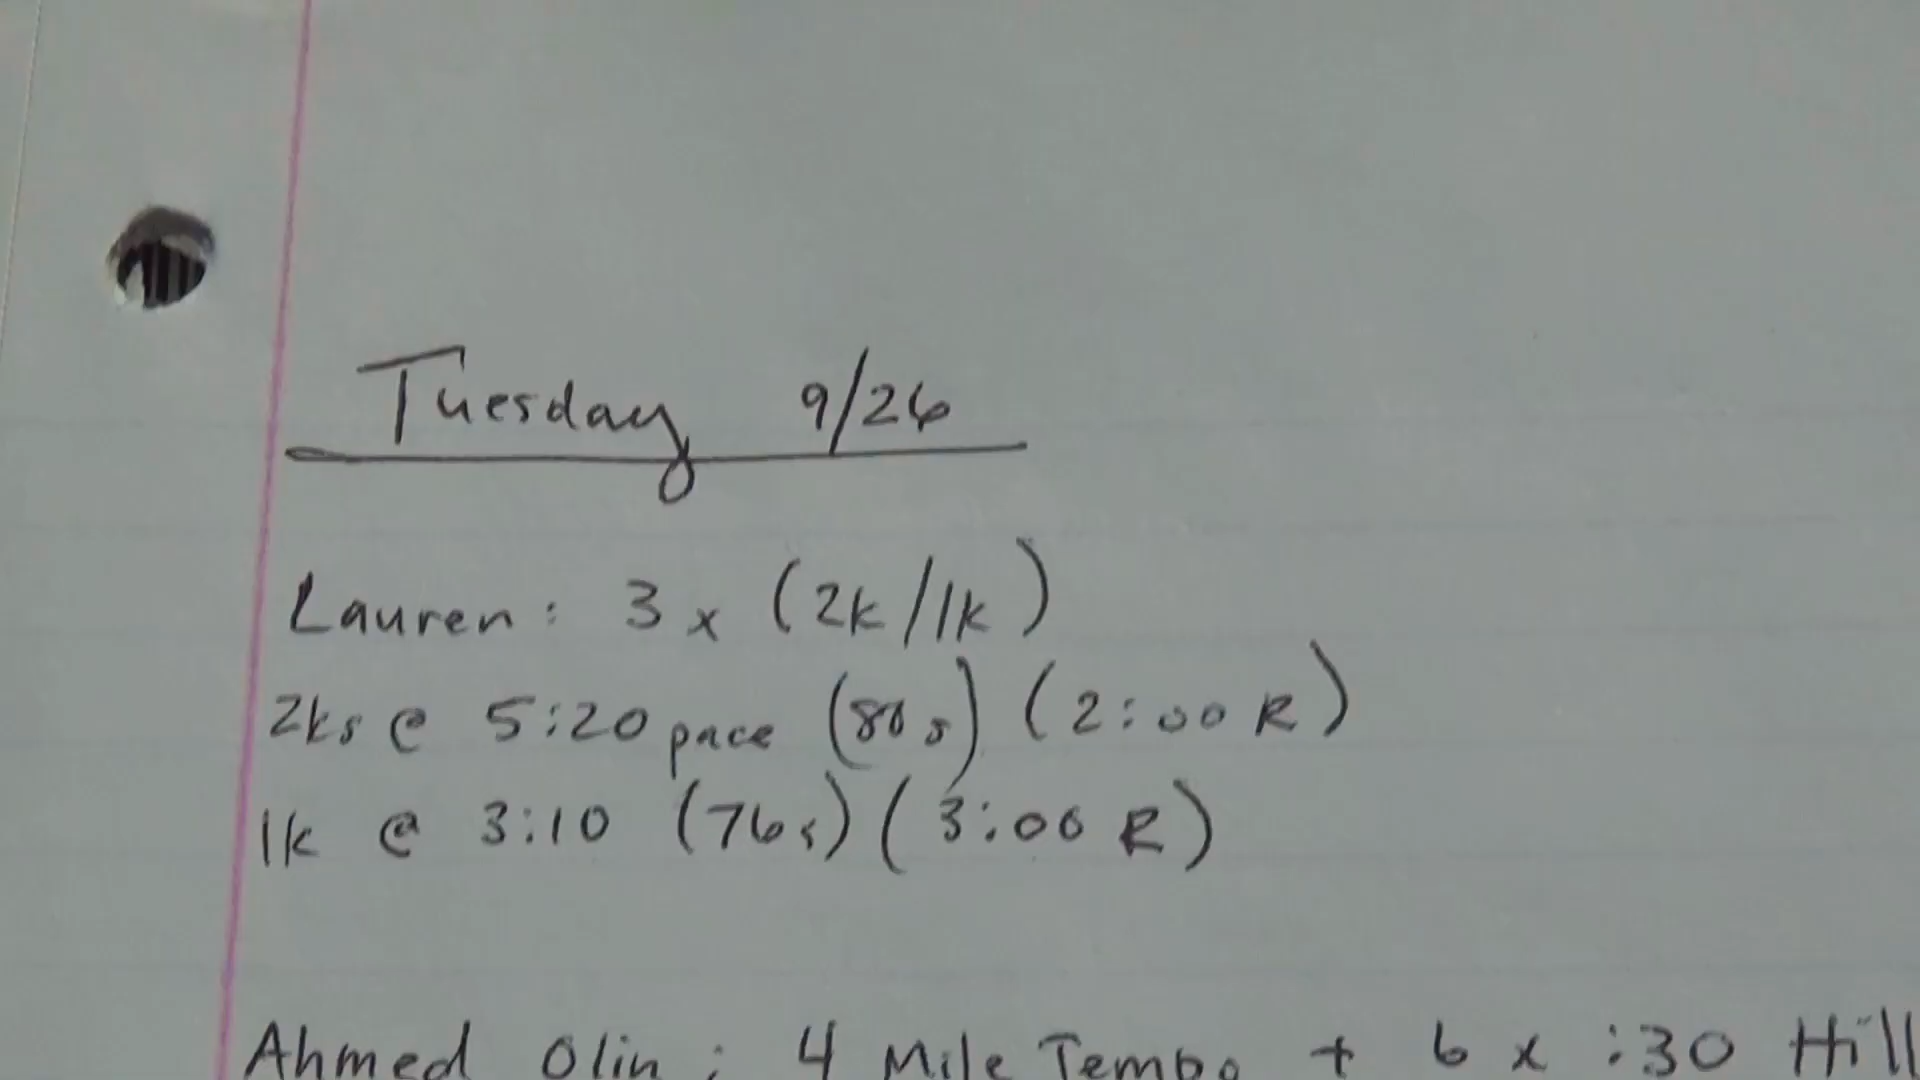 Tuesday 9/26
Lauren: 3 x (2k/1k)
2ks @ 5:20 pace (80s) (2:00 R)
1k @ 3:10 (76s) (3:00 R)
Ahmed Olin: 4 Mile Tempo + 6 x :30 Hill